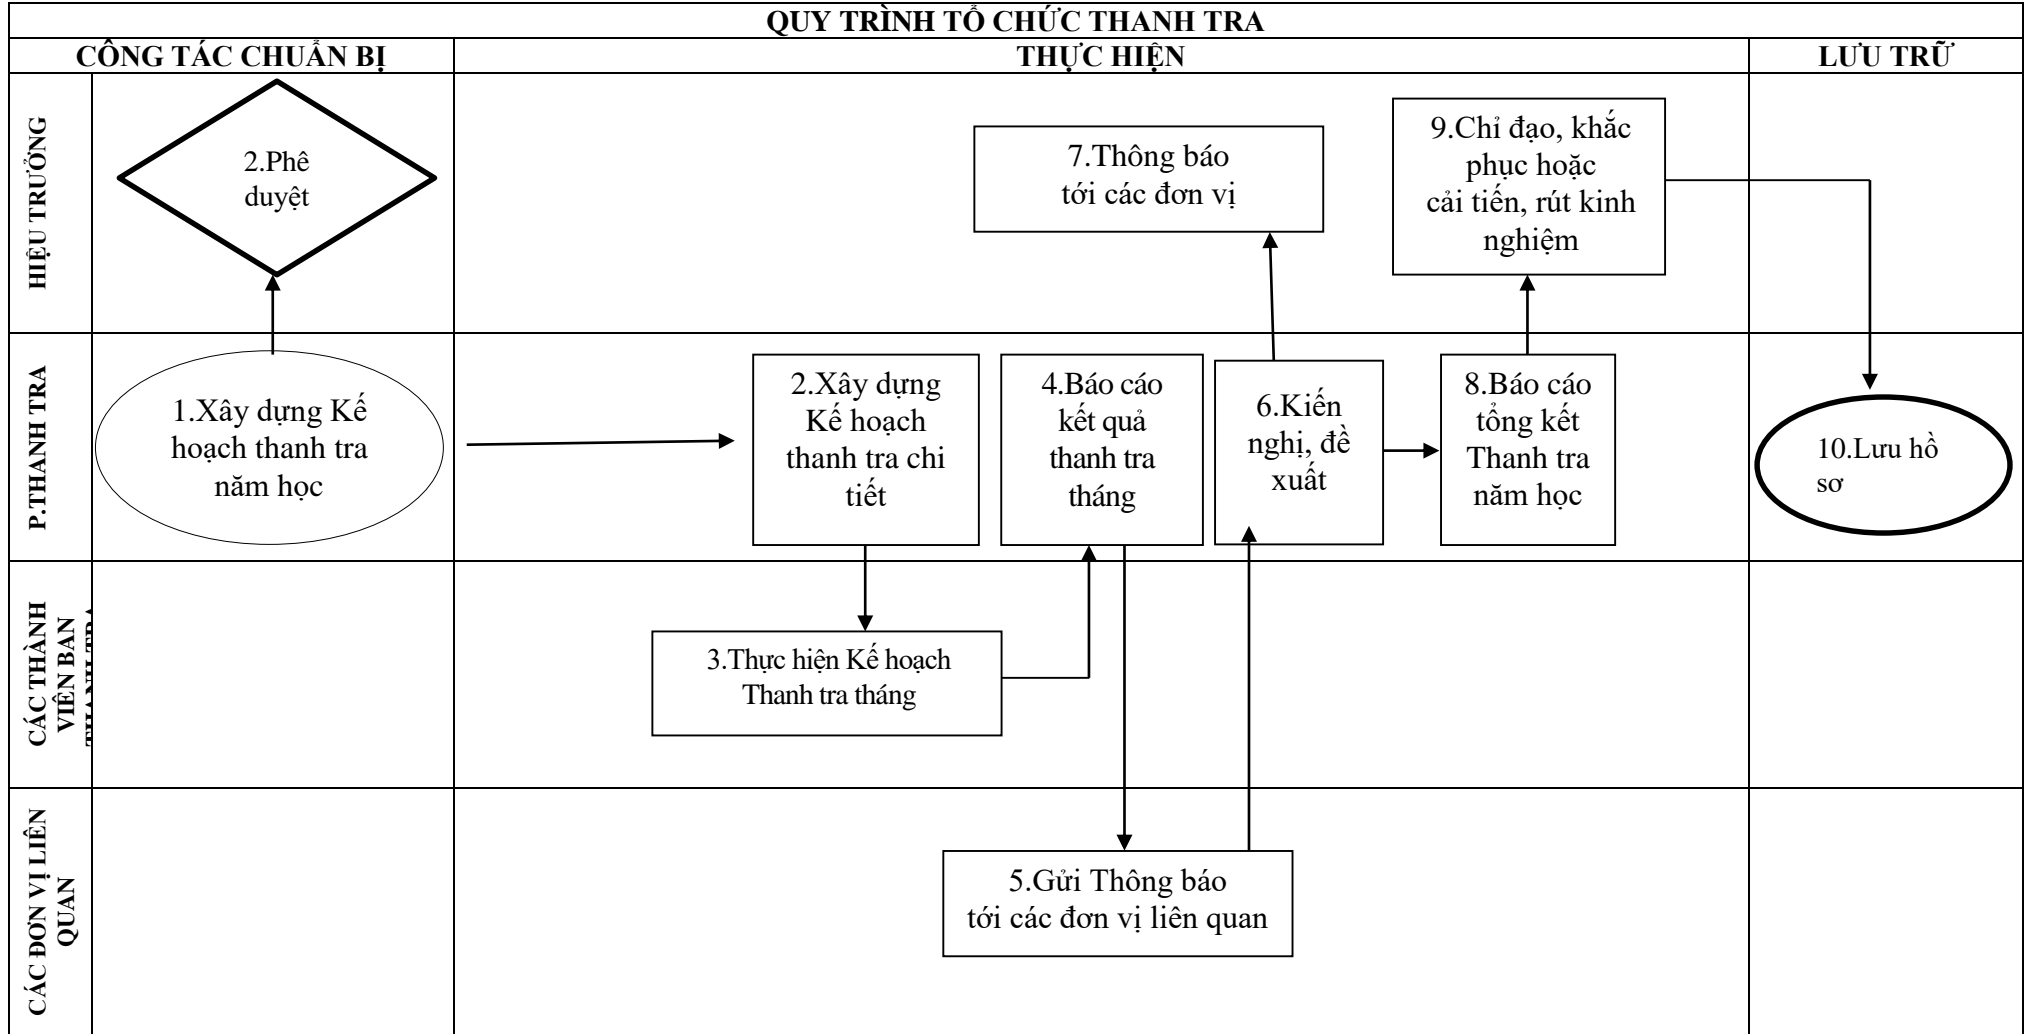 QUY TRÌNH TỔ CHỨC THANH TRA
CÔNG TÁC CHUẨN BỊ
THỰC HIỆN
LƯU TRỮ
HIỆU TRƯỞNG
2.Phê
duyệt
7.Thông báo
tới các đơn vị
9.Chỉ đạo, khắc
phục hoặc
cải tiến, rút kinh
nghiệm
P.THANH TRA
1.Xây dựng Kế
hoạch thanh tra
năm học
2.Xây dựng
Kế hoạch
thanh tra chi
tiết
4.Báo cáo
kết quả
thanh tra
tháng
6.Kiến
nghị, đề
xuất
8.Báo cáo
tổng kết
Thanh tra
năm học
10.Lưu hồ
sơ
CÁC THÀNH
VIÊN BAN
THANH TRA
3.Thực hiện Kế hoạch
Thanh tra tháng
CÁC ĐƠN VỊ LIÊN
QUAN
5.Gửi Thông báo
tới các đơn vị liên quan